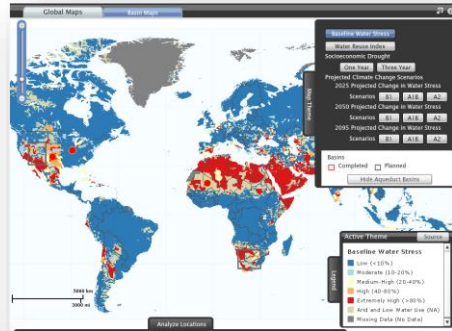 Global Maps
Basin Maps
Baseline Water Stress
Water Reuse Index
Socioeconomic Drought
One Year
Three Year
Projected Climate Change Scenarios
2025 Projected Change in Water Stress
Scenarios B1 A1B A2
2050 Projected Change in Water Stress
Scenarios B1 A1B A2
2095 Projected Change in Water Stress
Scenarios B1 A1B A2
Map Theme
Basins
Completed Planned
Hide Aqueduct Basins
Active Theme
Source
Baseline Water Stress
Low (<10%)
Moderate (10-20%)
Medium-High (20-40%)
High (40-80%)
Extremely High (>80%)
Arid and Low Water Use (NA)
Missing Data (No Data)
Legend
Analyze Locations